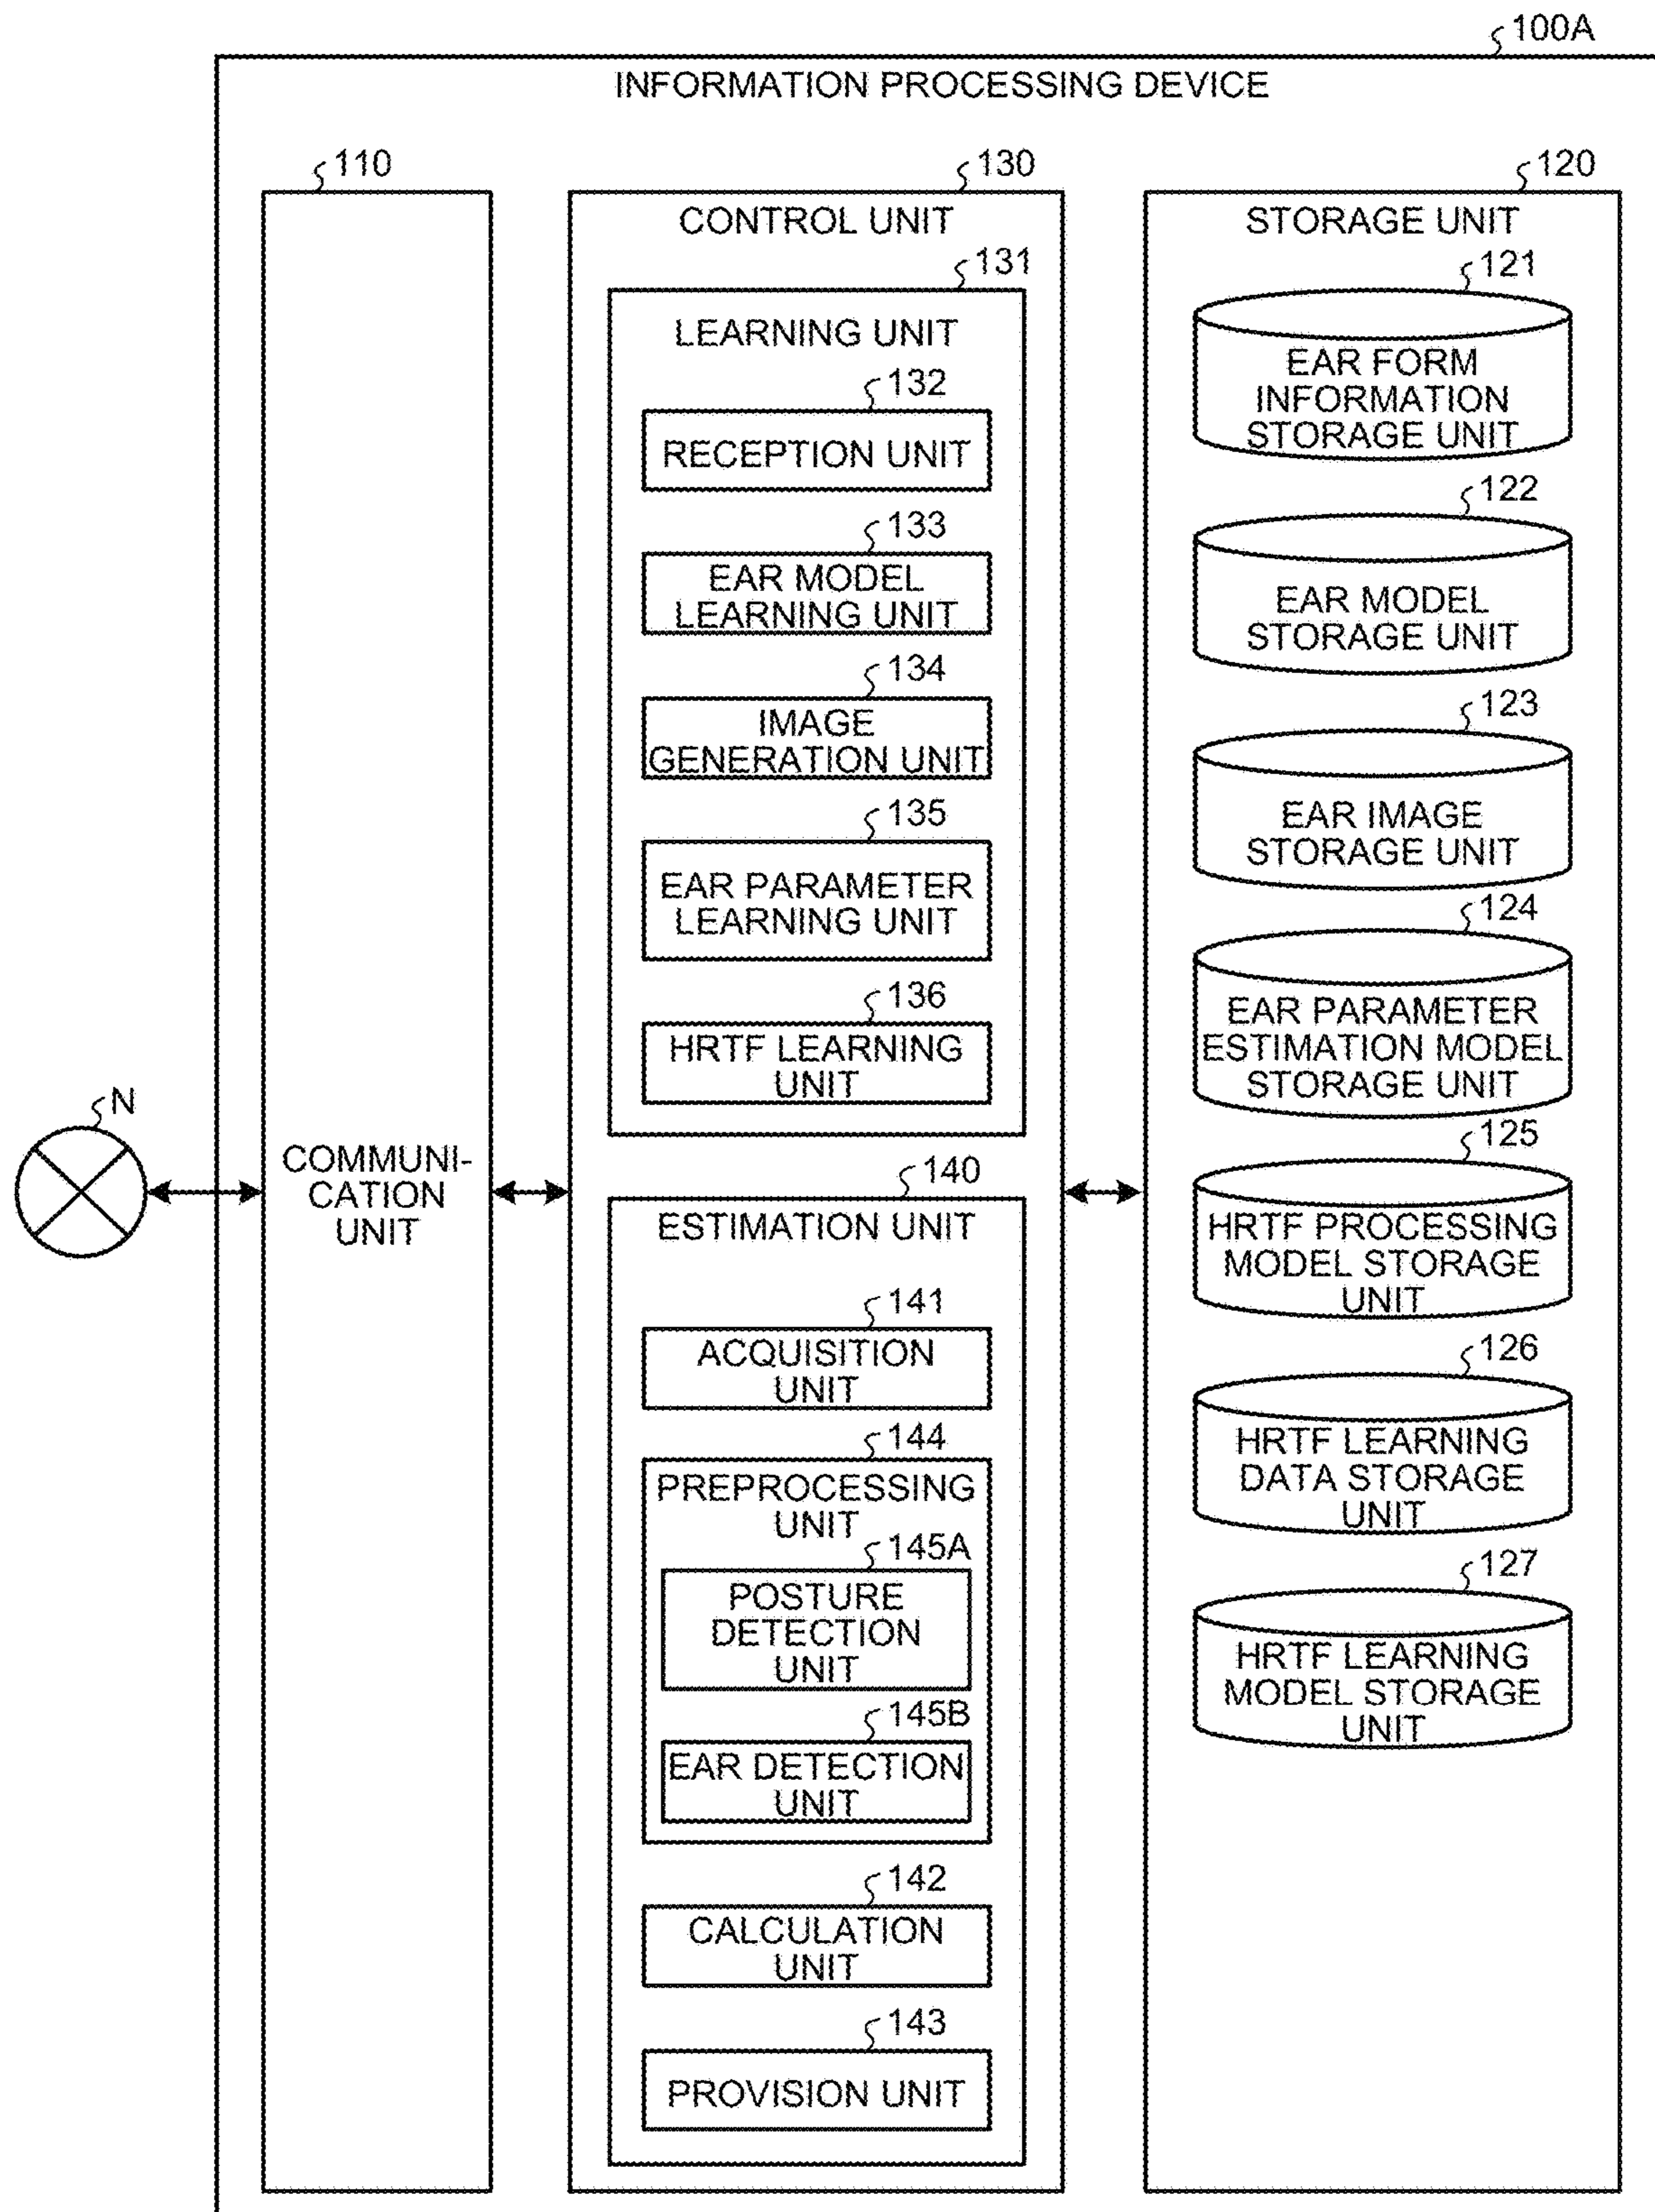 100A
INFORMATION PROCESSING DEVICE
110
COMMUNI-
CATION
UNIT
N
130
CONTROL UNIT
131
LEARNING UNIT
132
RECEPTION UNIT
133
EAR MODEL
LEARNING UNIT
134
IMAGE
GENERATION UNIT
135
EAR PARAMETER
LEARNING UNIT
136
HRTF LEARNING
UNIT
140
ESTIMATION UNIT
141
ACQUISITION
UNIT
144
PREPROCESSING
UNIT
145A
POSTURE
DETECTION
UNIT
145B
EAR DETECTION
UNIT
142
CALCULATION
UNIT
143
PROVISION UNIT
120
STORAGE UNIT
121
EAR FORM
INFORMATION
STORAGE UNIT
122
EAR MODEL
STORAGE UNIT
123
EAR IMAGE
STORAGE UNIT
124
EAR PARAMETER
ESTIMATION MODEL
STORAGE UNIT
125
HRTF PROCESSING
MODEL STORAGE
UNIT
126
HRTF LEARNING
DATA STORAGE
UNIT
127
HRTF LEARNING
MODEL STORAGE
UNIT